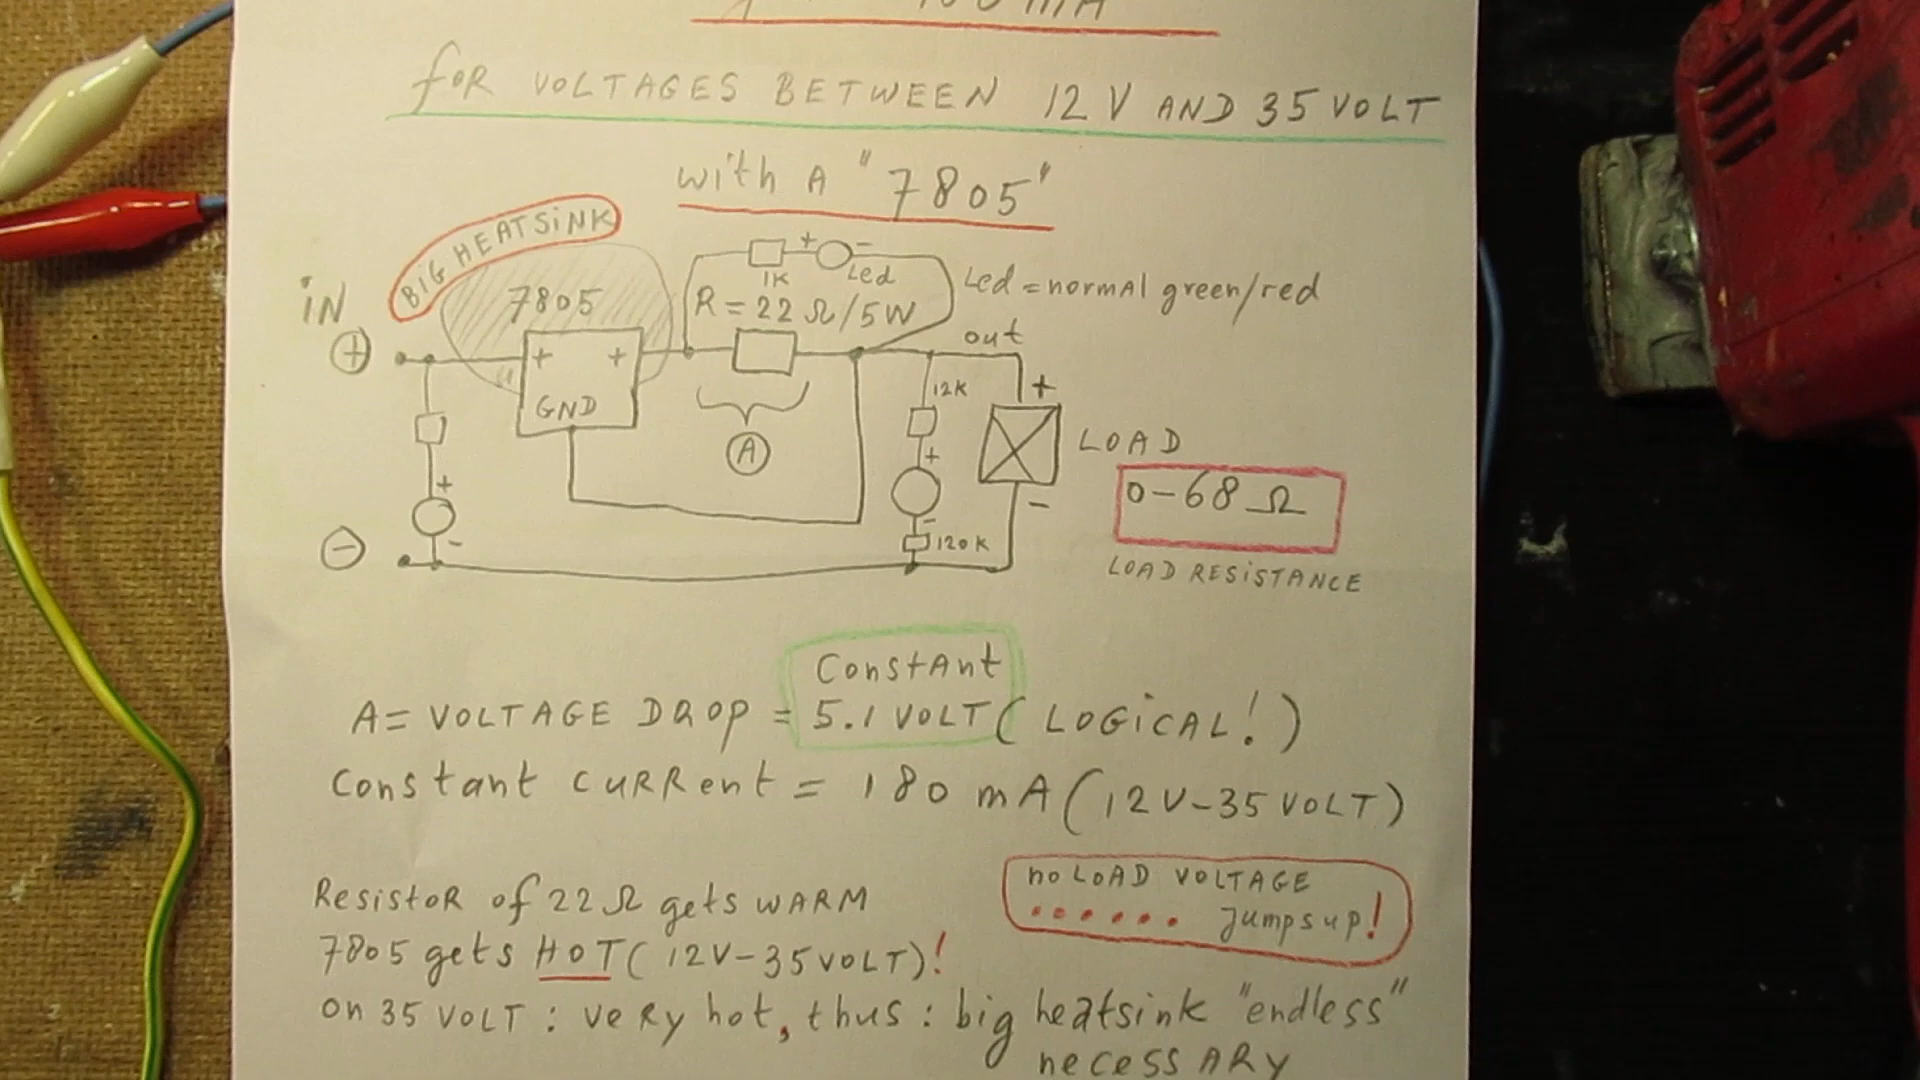 100 mA
for VOLTAGES BETWEEN 12 V AND 35 VOLT
with A "7805"
BIG HEATSINK
+ -
1K Led
Led = normal green/red
iN
7805
R = 22 Ω/5W
out
+
+ +
12K
+
GND
A
LOAD
+
+
0-68 Ω
-
-
-
-
120K
LOAD RESISTANCE
Constant
A = VOLTAGE DROP = 5.1 VOLT (LOGICAL!)
Constant CURRent = 180 mA (12V-35 VOLT)
Resistor of 22 Ω gets WARM
no LOAD VOLTAGE
...... jumps up!
7805 gets HOT (12V-35 VOLT)!
on 35 VOLT: very hot, thus: big heatsink "endless"
necessARy